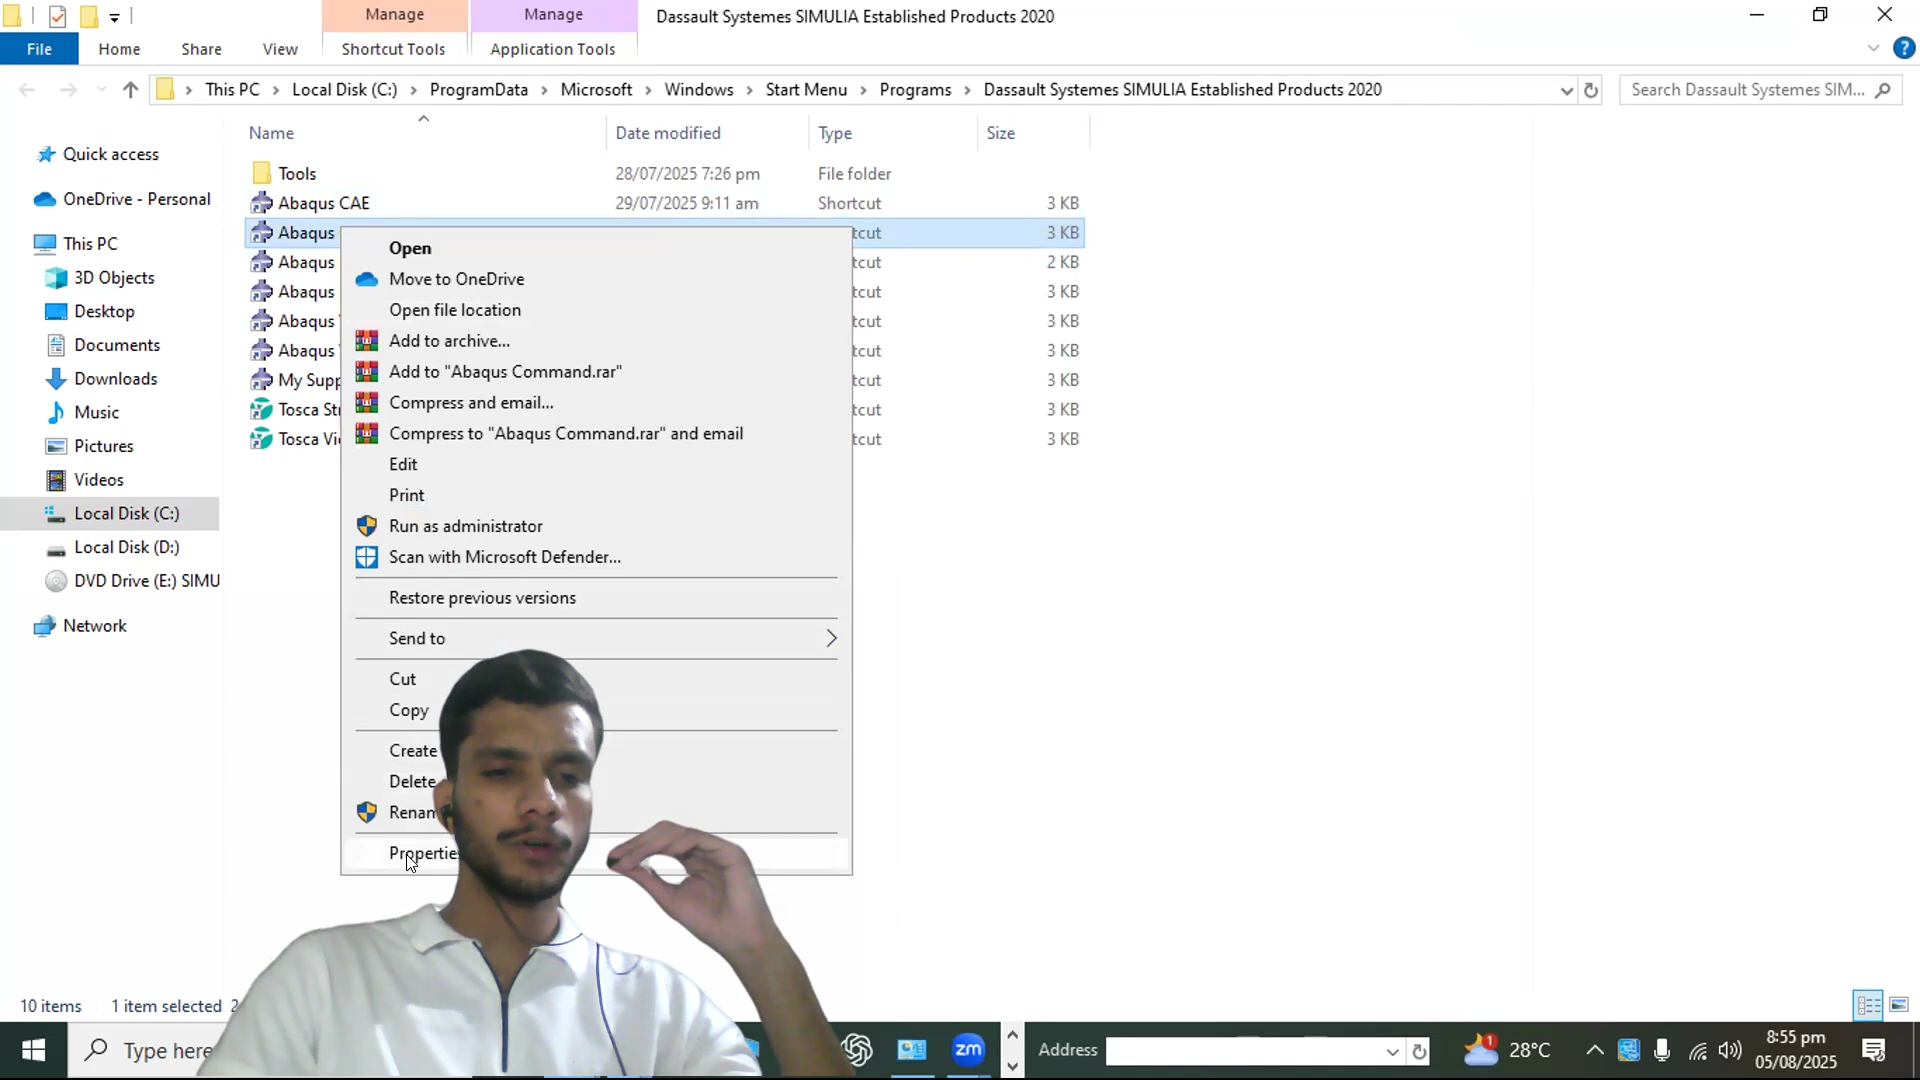 Manage
Manage
Dassault Systemes SIMULIA Established Products 2020
File
Home
Share
View
Shortcut Tools
Application Tools
This PC
Local Disk (C:)
ProgramData
Microsoft
Windows
Start Menu
Programs
Dassault Systemes SIMULIA Established Products 2020
Search Dassault Systemes SIM...
Name
Date modified
Type
Size
Quick access
OneDrive - Personal
This PC
3D Objects
Desktop
Documents
Downloads
Music
Pictures
Videos
Local Disk (C:)
Local Disk (D:)
DVD Drive (E:) SIMU
Network
Tools 28/07/2025 7:26 pm File folder
Abaqus CAE 29/07/2025 9:11 am Shortcut 3 KB
Abaqus tcut 3 KB
Abaqus tcut 2 KB
Abaqus tcut 3 KB
Abaqus tcut 3 KB
Abaqus tcut 3 KB
My Supp tcut 3 KB
Tosca Str tcut 3 KB
Tosca Vi tcut 3 KB
Open
Move to OneDrive
Open file location
Add to archive...
Add to "Abaqus Command.rar"
Compress and email...
Compress to "Abaqus Command.rar" and email
Edit
Print
Run as administrator
Scan with Microsoft Defender...
Restore previous versions
Send to
Cut
Copy
Create
Delete
Renam
Properties
10 items
1 item selected 2
Type here
zm
Address
1
28°C
8:55 pm
05/08/2025